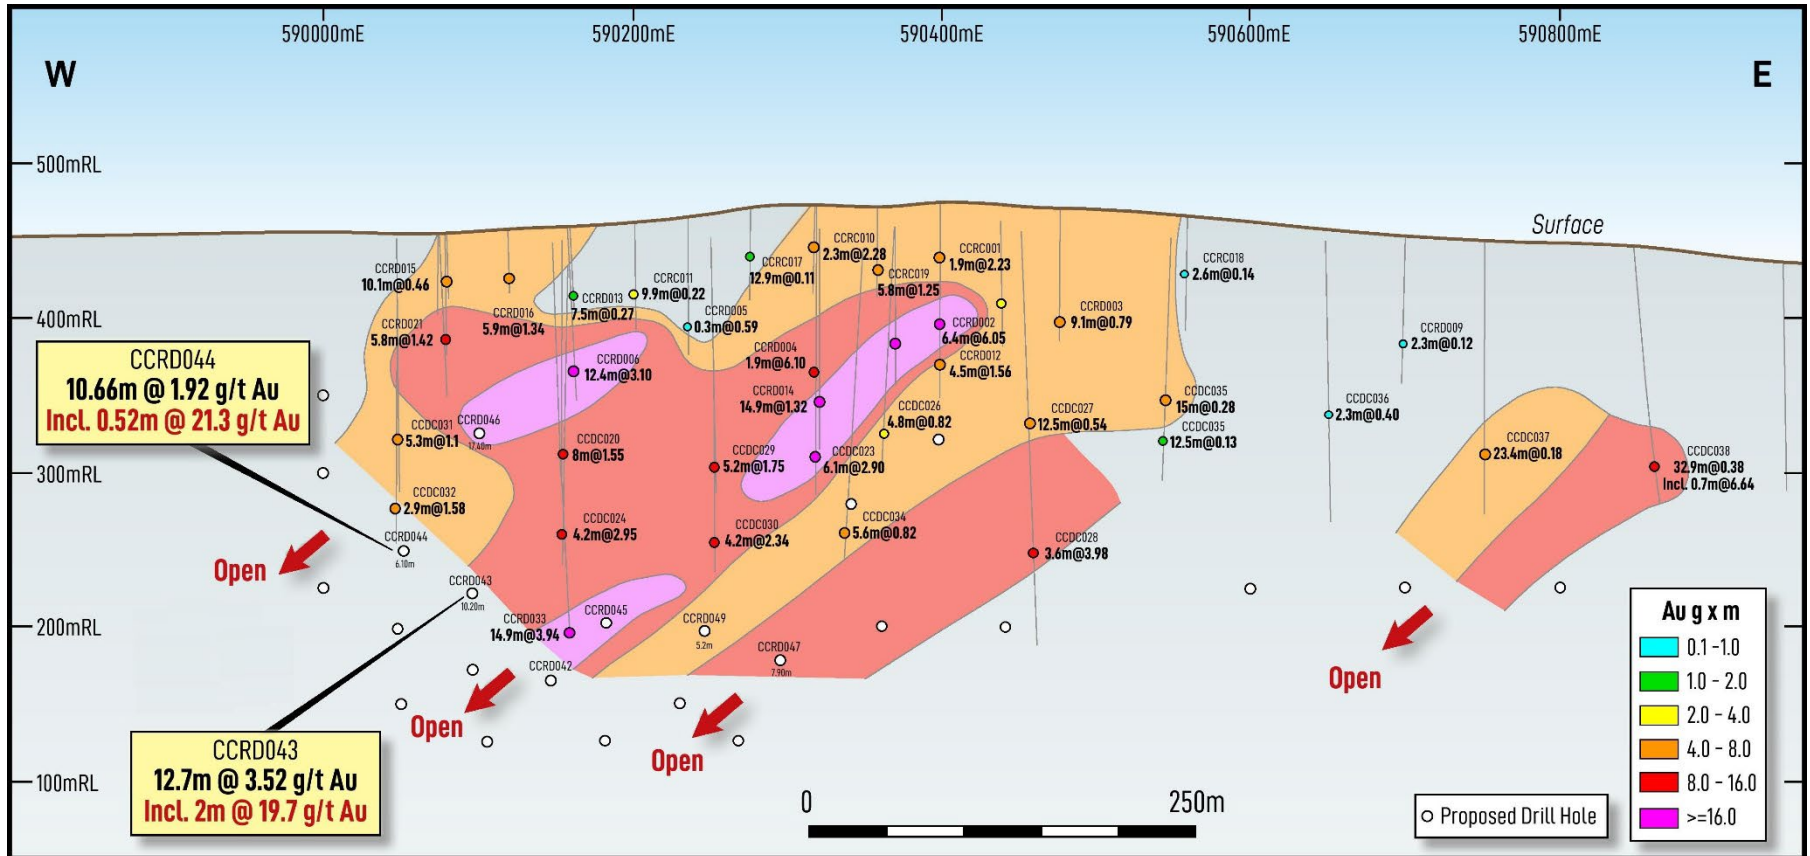 590000mE
590200mE
590400mE
590600mE
590800mE
W
E
500mRL
400mRL
300mRL
200mRL
100mRL
Surface
CCRD015
10.1m@0.46
CCRD016
5.9m@1.34
CCRD013
7.5m@0.27
CCRC011
9.9m@0.22
CCRC017
12.9m@0.11
CCRD005
0.3m@0.59
CCRC010
2.3m@2.28
CCRC019
5.8m@1.25
CCRC001
1.9m@2.23
CCRC018
2.6m@0.14
CCRD021
5.8m@1.42
CCRD006
12.4m@3.10
CCRD004
1.9m@6.10
CCRD002
6.4m@6.05
CCRD012
4.5m@1.56
CCRD003
9.1m@0.79
CCRD009
2.3m@0.12
CCRD014
14.9m@1.32
CCDC026
4.8m@0.82
CCDC027
12.5m@0.54
CCDC035
15m@0.28
CCDC035
12.5m@0.13
CCDC036
2.3m@0.40
CCDC031
5.3m@1.1
CCRD046
17.40m
CCDC020
8m@1.55
CCDC029
5.2m@1.75
CCDC023
6.1m@2.90
CCDC037
23.4m@0.18
CCDC038
32.9m@0.38
Incl. 0.7m@6.64
CCDC032
2.9m@1.58
CCDC024
4.2m@2.95
CCDC030
4.2m@2.34
CCDC034
5.6m@0.82
CCDC028
3.6m@3.98
CCRD044
6.10m
CCRD043
10.20m
CCRD033
14.9m@3.94
CCRD045
CCRD049
5.2m
CCRD047
7.90m
CCRD042
CCRD044
10.66m @ 1.92 g/t Au
Incl. 0.52m @ 21.3 g/t Au
CCRD043
12.7m @ 3.52 g/t Au
Incl. 2m @ 19.7 g/t Au
Open
Open
Open
Open
0
250m
Proposed Drill Hole
Au g x m
0.1 -1.0
1.0 - 2.0
2.0 - 4.0
4.0 - 8.0
8.0 - 16.0
>=16.0